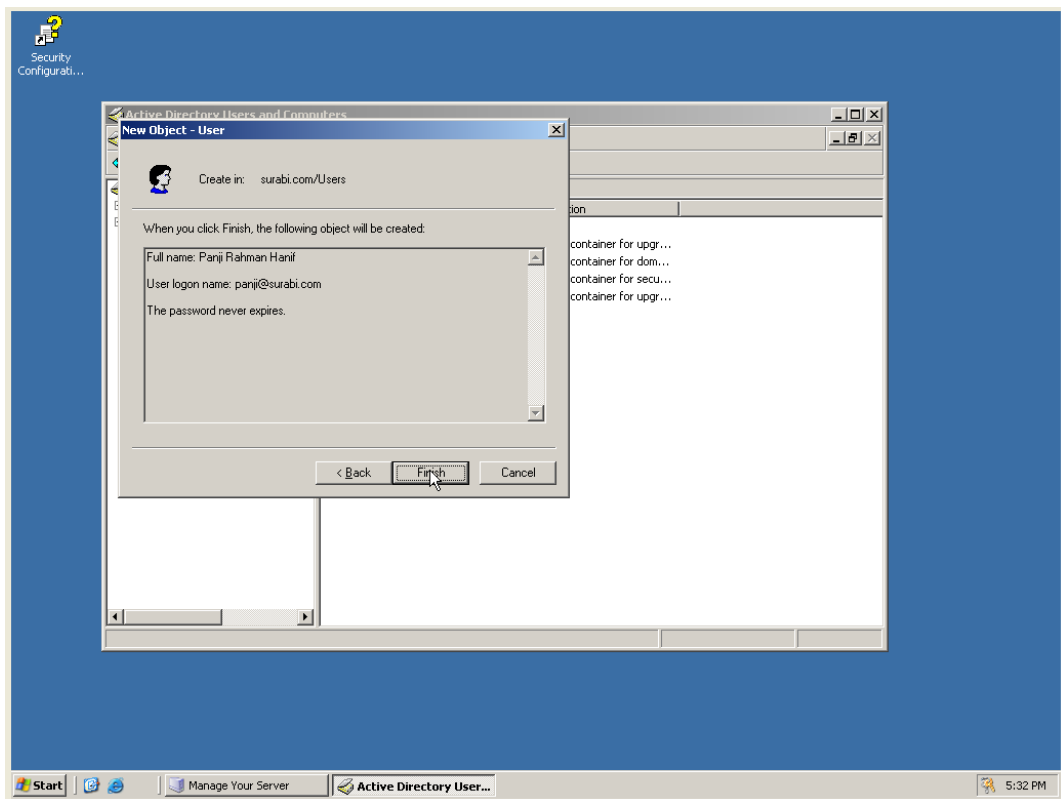 Security
Configurati...
Active Directory Users and Computers
New Object - User
Create in: surabi.com/Users
When you click Finish, the following object will be created:
Full name: Panji Rahman Hanif
User logon name: panji@surabi.com
The password never expires.
< Back
Finish
Cancel
tion
container for upgr...
container for dom...
container for secu...
container for upgr...
Start
Manage Your Server
Active Directory User...
5:32 PM